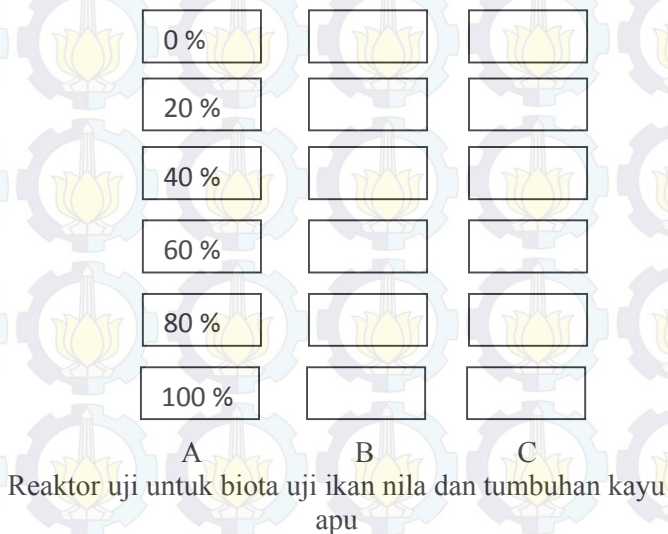 0 %
20 %
40 %
60 %
80 %
100 %
A B C
Reaktor uji untuk biota uji ikan nila dan tumbuhan kayu
apu